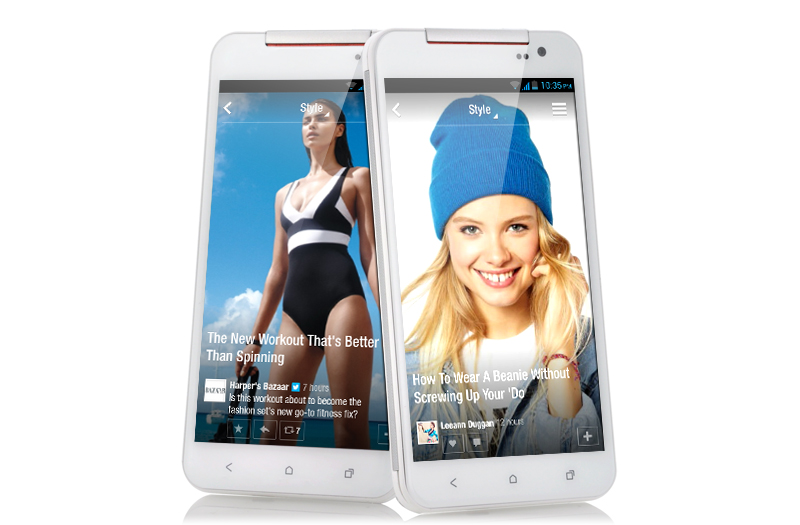 Style
The New Workout That's Better
Than Spinning
BAZAAR
Harper's Bazaar 7 hours
Is this workout about to become the
fashion set's new go-to fitness fix?
7
10:35 PM
Style
How To Wear A Beanie Without
Screwing Up Your 'Do
Leeann Duggan 12 hours